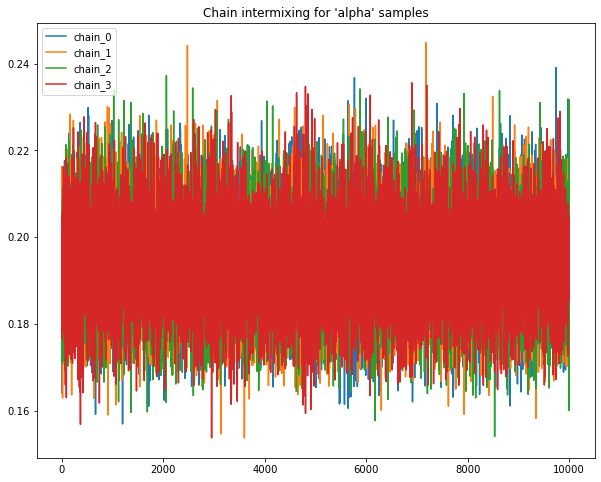 Chain intermixing for 'alpha' samples
chain_0
chain_1
chain_2
chain_3
0.24
0.22
0.20
0.18
0.16
0 2000 4000 6000 8000 10000